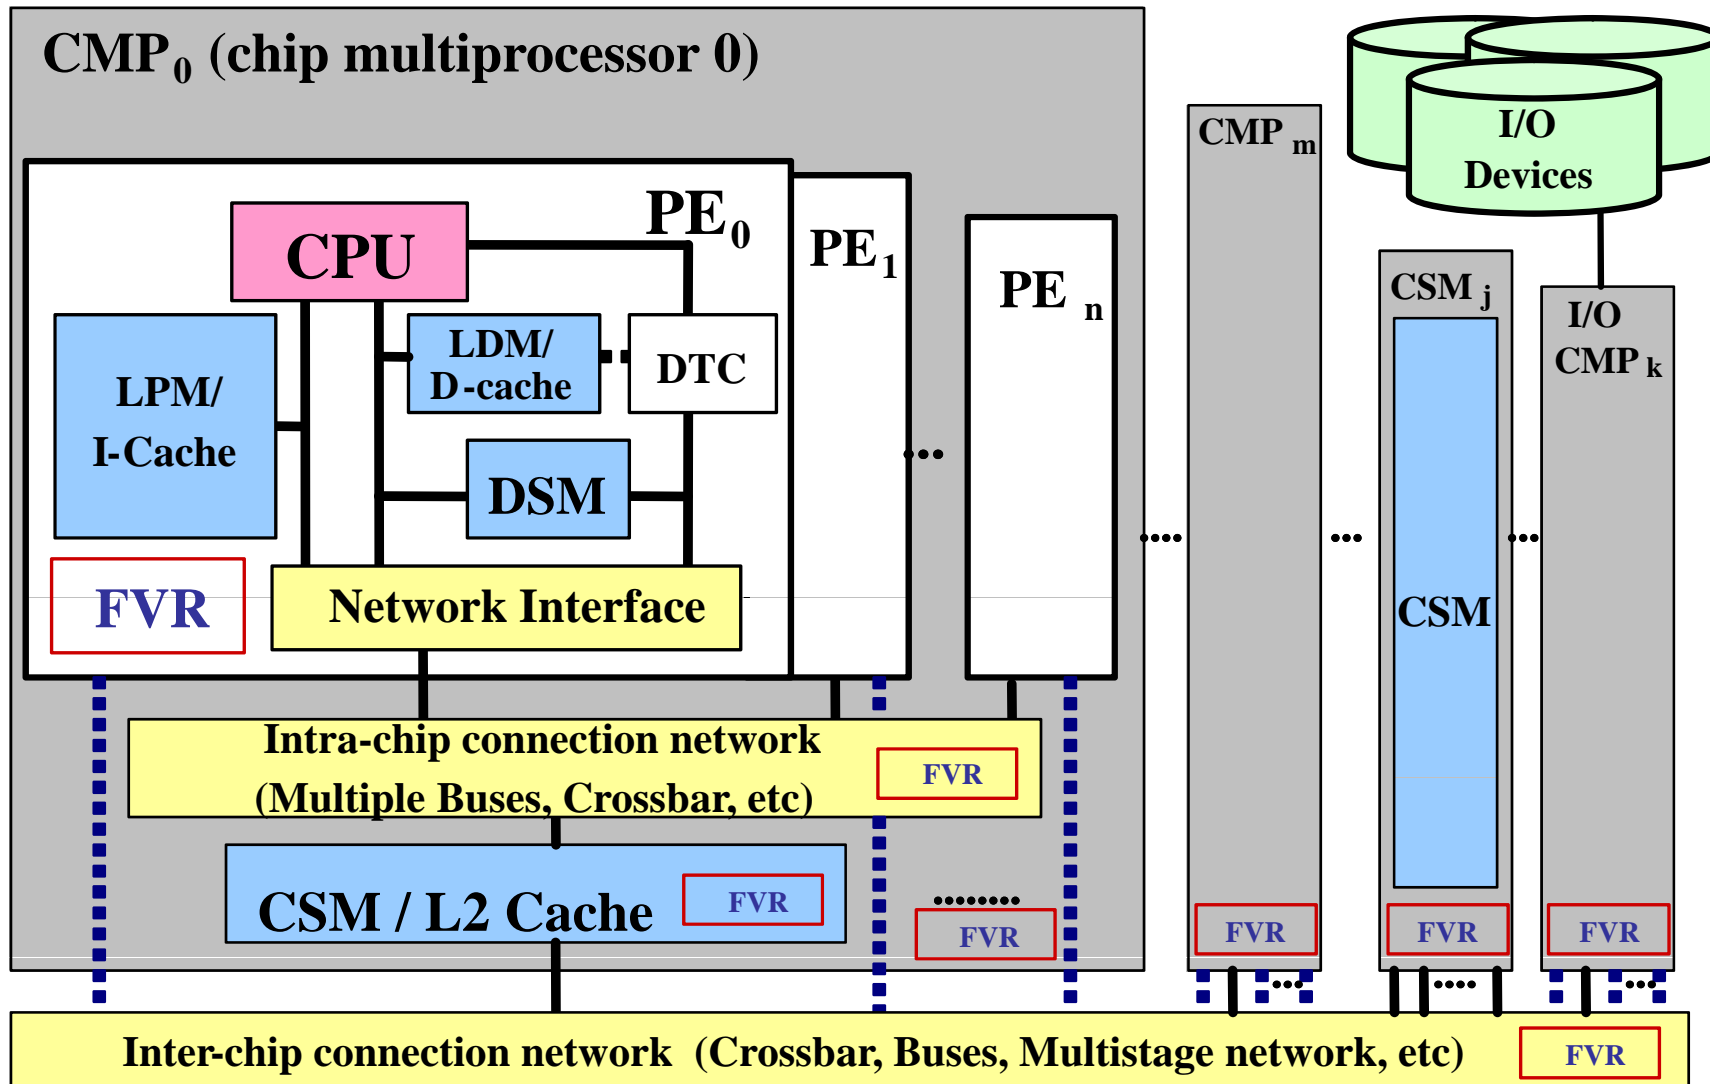 CMP0 (chip multiprocessor 0)
I/O
Devices
CMP m
PE0
PE1
PE n
CPU
CSM j
I/O
CMP k
LPM/
I-Cache
LDM/
D-cache
DTC
DSM
FVR
Network Interface
CSM
Intra-chip connection network
(Multiple Buses, Crossbar, etc)
FVR
CSM / L2 Cache
FVR
FVR
FVR
FVR
FVR
Inter-chip connection network (Crossbar, Buses, Multistage network, etc)
FVR